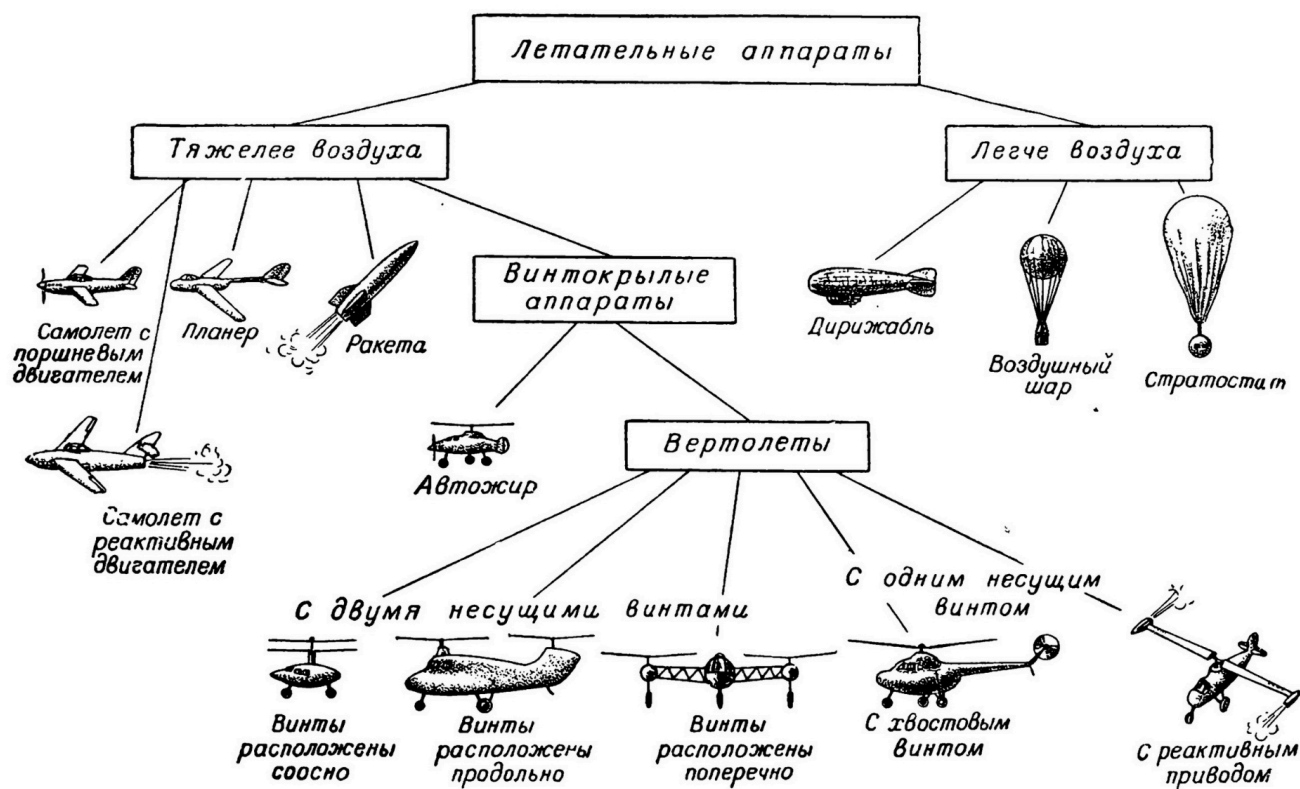 Летательные аппараты
Тяжелее воздуха
Легче воздуха
Самолет с
поршневым
двигателем
Планер
Ракета
Винтокрылые
аппараты
Дирижабль
Воздушный
шар
Стратостат
Самолет с
реактивным
двигателем
Автожир
Вертолеты
С двумя несущими винтами
С одним несущим
винтом
Винты
расположены
соосно
Винты
расположены
продольно
Винты
расположены
поперечно
С хвостовым
винтом
С реактивным
приводом